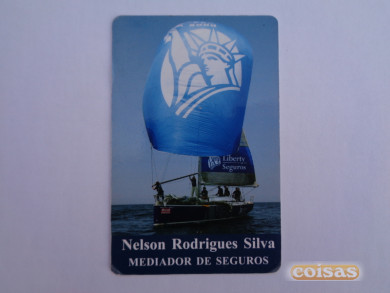 Liberty
Seguros
Nelson Rodrigues Silva
MEDIADOR DE SEGUROS
coisas